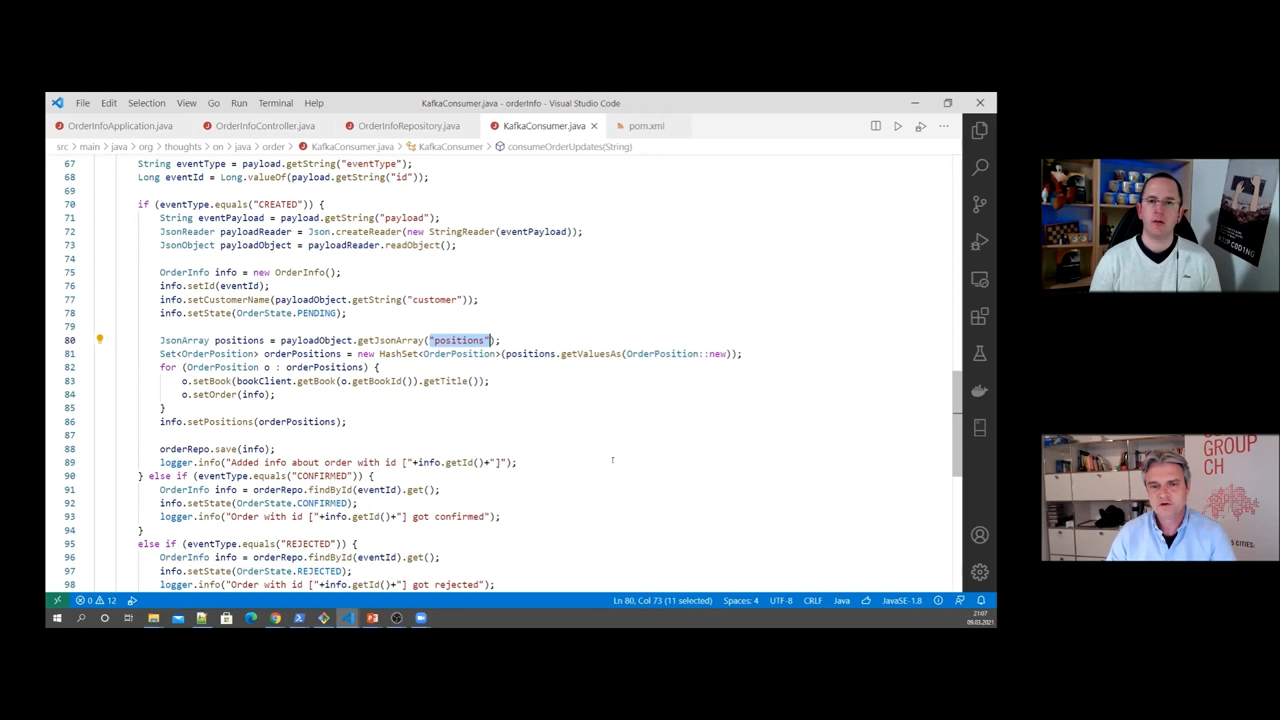 File Edit Selection View Go Run Terminal Help KafkaConsumer.java - orderInfo - Visual Studio Code
OrderInfoApplication.java OrderInfoController.java OrderInfoRepository.java KafkaConsumer.java pom.xml
src > main > java > org > thoughts > on > java > order > KafkaConsumer.java > KafkaConsumer > consumeOrderUpdates(String)
67 String eventType = payload.getString("eventType");
68 Long eventId = Long.valueOf(payload.getString("id"));
69
70 if (eventType.equals("CREATED")) {
71 String eventPayload = payload.getString("payload");
72 JsonReader payloadReader = Json.createReader(new StringReader(eventPayload));
73 JsonObject payloadObject = payloadReader.readObject();
74
75 OrderInfo info = new OrderInfo();
76 info.setId(eventId);
77 info.setCustomerName(payloadObject.getString("customer"));
78 info.setState(OrderState.PENDING);
79
80 JsonArray positions = payloadObject.getJsonArray("positions");
81 Set<OrderPosition> orderPositions = new HashSet<OrderPosition>(positions.getValuesAs(OrderPosition::new));
82 for (OrderPosition o : orderPositions) {
83 o.setBook(bookClient.getBook(o.getBookId()).getTitle());
84 o.setOrder(info);
85 }
86 info.setPositions(orderPositions);
87
88 orderRepo.save(info);
89 logger.info("Added info about order with id ["+info.getId()+"]");
90 } else if (eventType.equals("CONFIRMED")) {
91 OrderInfo info = orderRepo.findById(eventId).get();
92 info.setState(OrderState.CONFIRMED);
93 logger.info("Order with id ["+info.getId()+"] got confirmed");
94 }
95 else if (eventType.equals("REJECTED")) {
96 OrderInfo info = orderRepo.findById(eventId).get();
97 info.setState(OrderState.REJECTED);
98 logger.info("Order with id ["+info.getId()+"] got rejected");
0 12 Ln 80, Col 73 (11 selected) Spaces: 4 UTF-8 CRLF Java JavaSE-1.8
21:07
09.03.2021
CODING
GROUP
CH
CITIES: